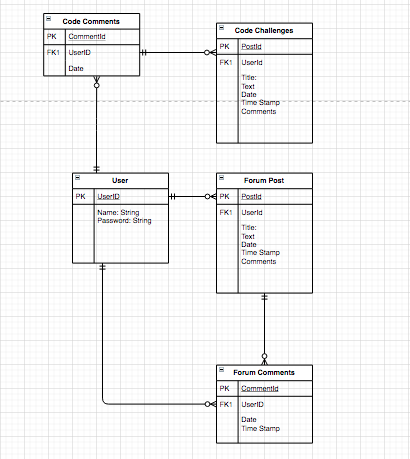 Code Comments
PK CommentId
FK1 UserID
Date
Code Challenges
PK PostId
FK1 UserId
Title:
Text
Date
Time Stamp
Comments
User
PK UserID
Name: String
Password: String
Forum Post
PK PostId
FK1 UserId
Title:
Text
Date
Time Stamp
Comments
Forum Comments
PK CommentId
FK1 UserID
Date
Time Stamp